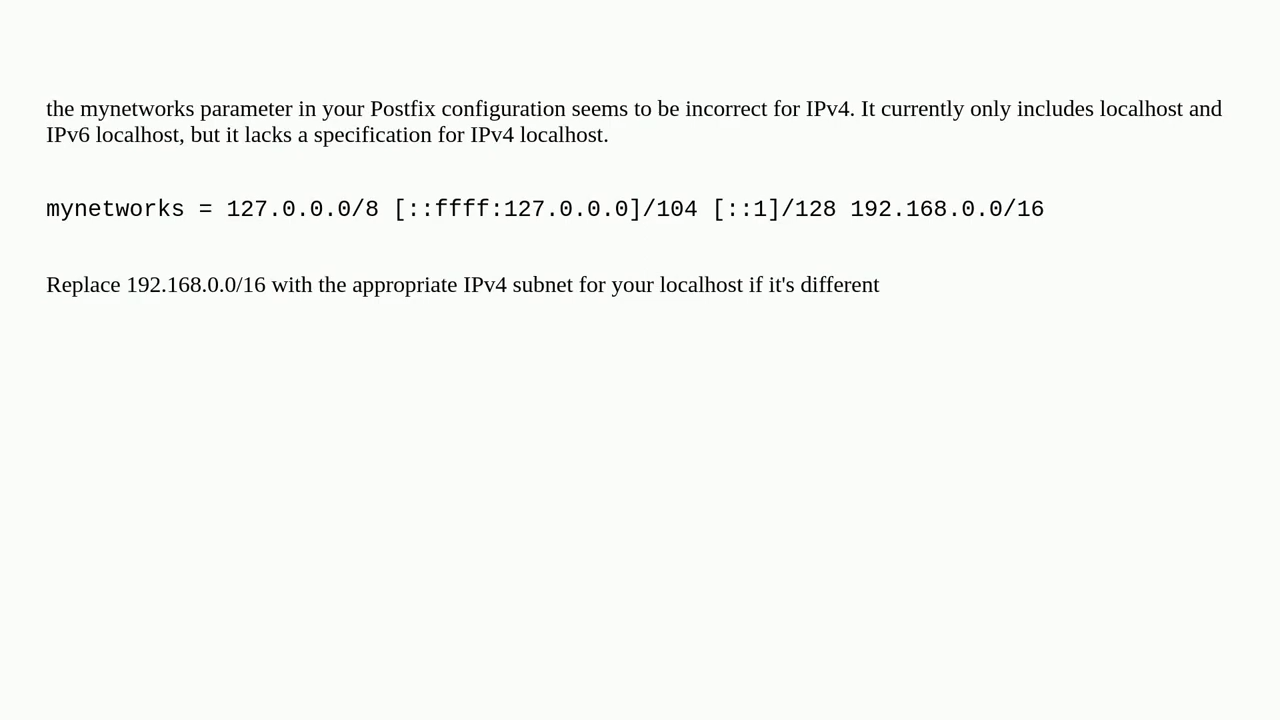 the mynetworks parameter in your Postfix configuration seems to be incorrect for IPv4. It currently only includes localhost and
IPv6 localhost, but it lacks a specification for IPv4 localhost.
mynetworks = 127.0.0.0/8 [::ffff:127.0.0.0]/104 [::1]/128 192.168.0.0/16
Replace 192.168.0.0/16 with the appropriate IPv4 subnet for your localhost if it's different